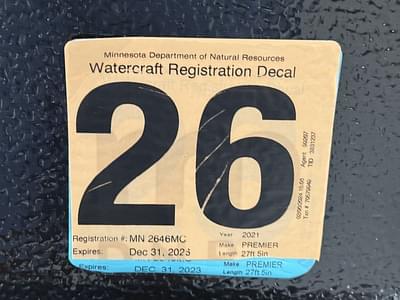 Minnesota Department of Natural Resources
Watercraft Registration Decal
26
Registration #: MN 2646MC
Expires: Dec 31, 2026
Year 2021
Make PREMIER
Length 27ft 5in
Expires: DEC 31, 2023
Make PREMIER
Length 27ft 5in